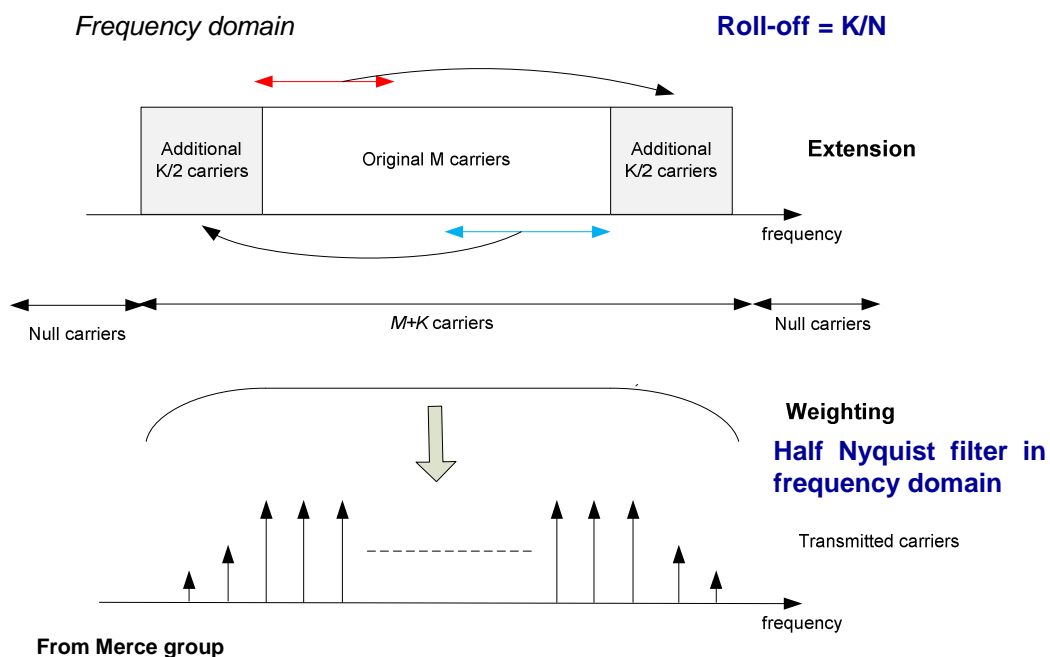 Frequency domain
Roll-off = K/N
Additional
K/2 carriers
Original M carriers
Additional
K/2 carriers
Extension
frequency
Null carriers
M+K carriers
Null carriers
Weighting
Half Nyquist filter in
frequency domain
Transmitted carriers
frequency
From Merce group